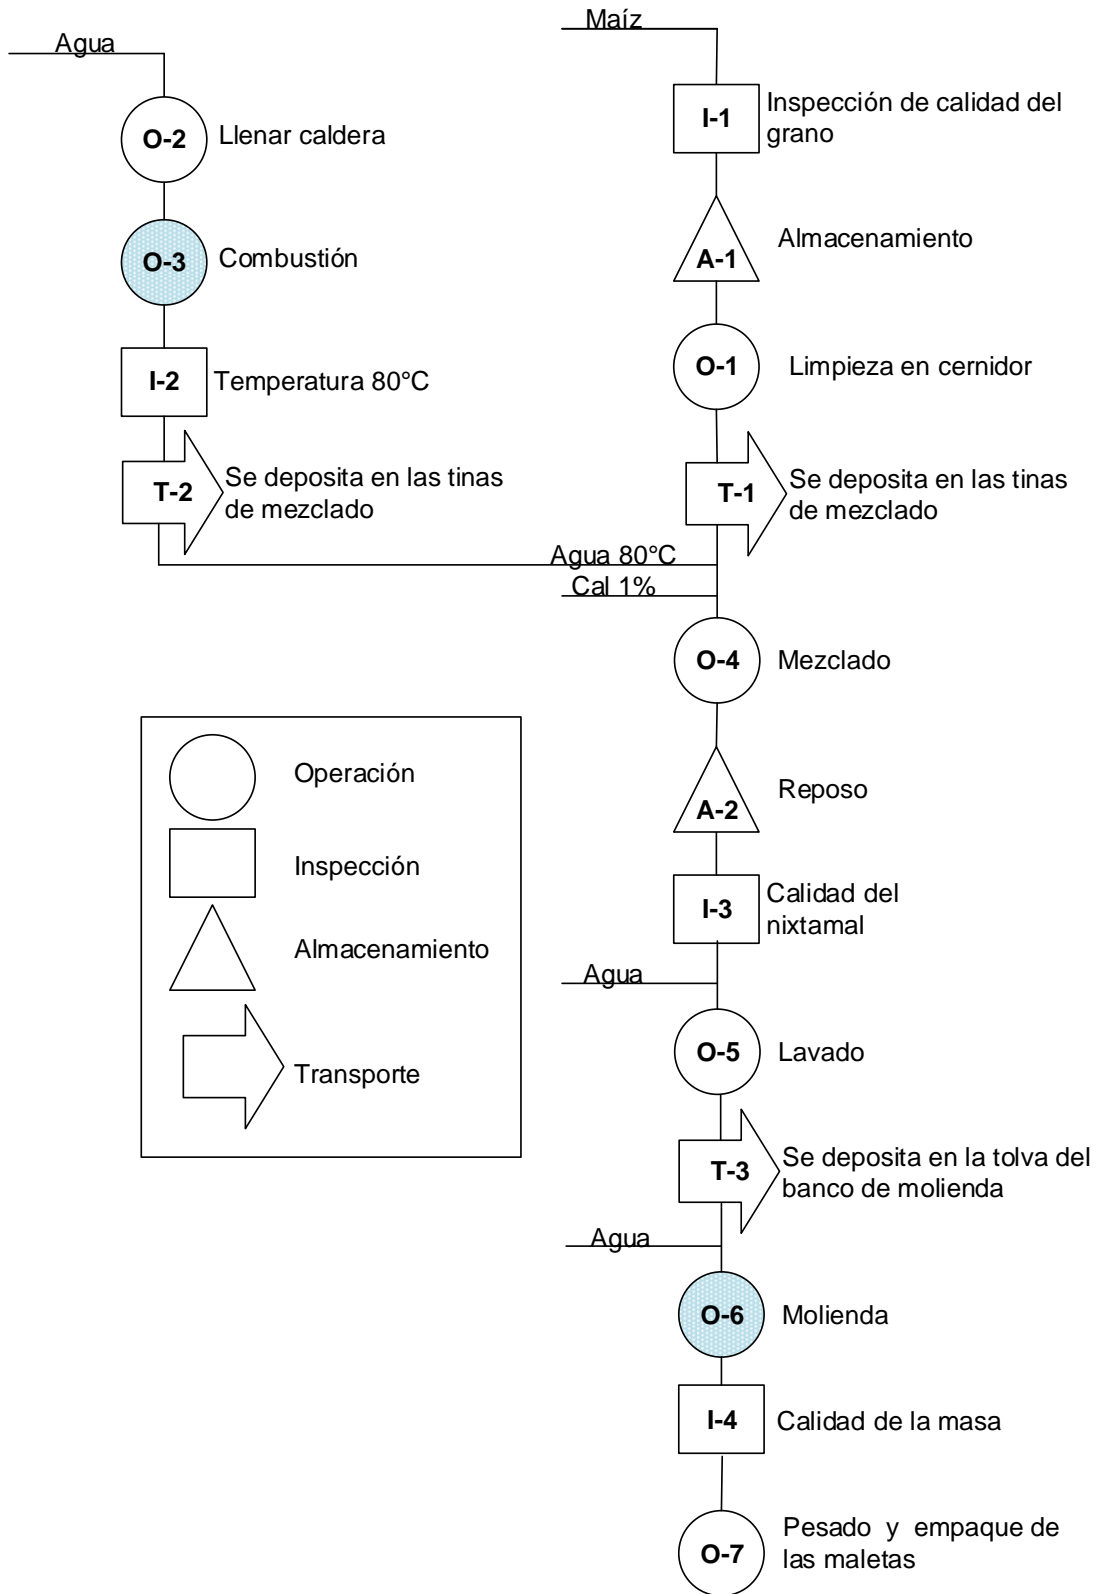 Agua
O-2
Llenar caldera
O-3
Combustión
I-2
Temperatura 80°C
T-2
Se deposita en las tinas
de mezclado
Maíz
I-1
Inspección de calidad del
grano
A-1
Almacenamiento
O-1
Limpieza en cernidor
T-1
Se deposita en las tinas
de mezclado
Agua 80°C
Cal 1%
O-4
Mezclado
A-2
Reposo
I-3
Calidad del
nixtamal
Agua
O-5
Lavado
T-3
Se deposita en la tolva del
banco de molienda
Agua
O-6
Molienda
I-4
Calidad de la masa
O-7
Pesado y empaque de
las maletas
Operación
Inspección
Almacenamiento
Transporte